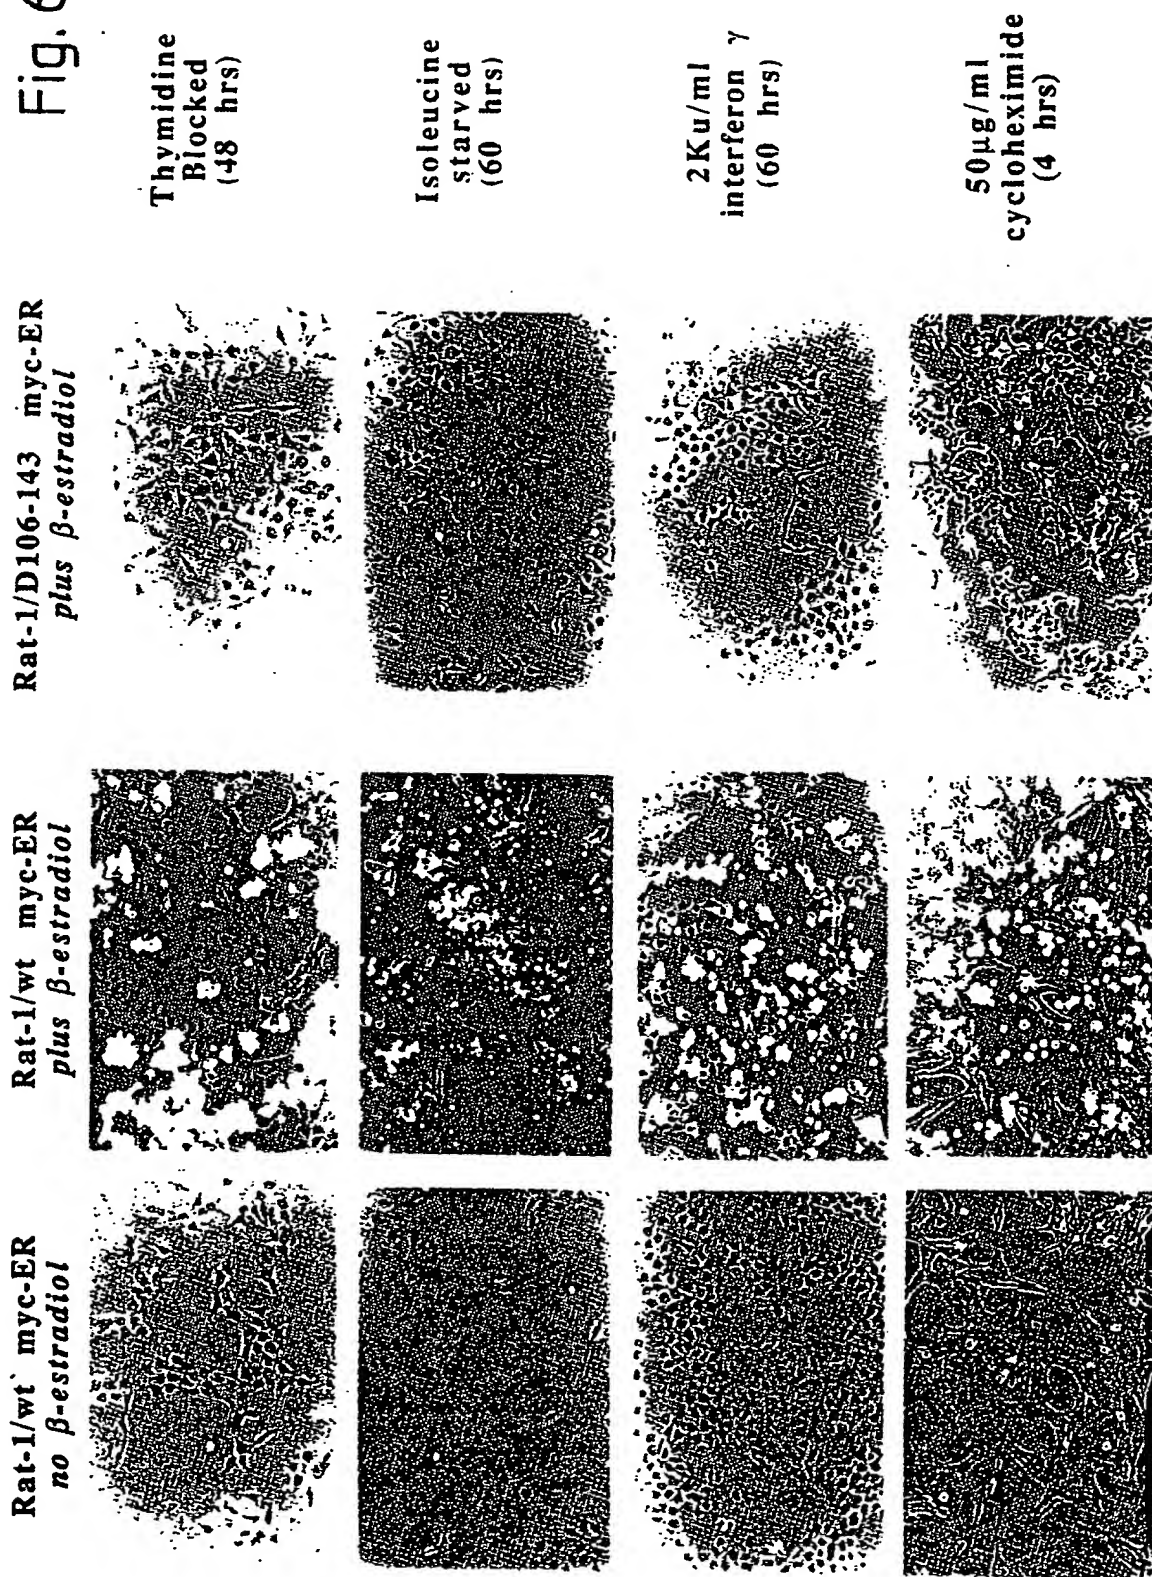 Fig. 6
Rat-1/wt myc-ER
no β-estradiol
Rat-1/wt myc-ER
plus β-estradiol
Rat-1/D106-143 myc-ER
plus β-estradiol
Thymidine
Blocked
(48 hrs)
Isoleucine
starved
(60 hrs)
2Ku/ml
interferon γ
(60 hrs)
50μg/ml
cycloheximide
(4 hrs)